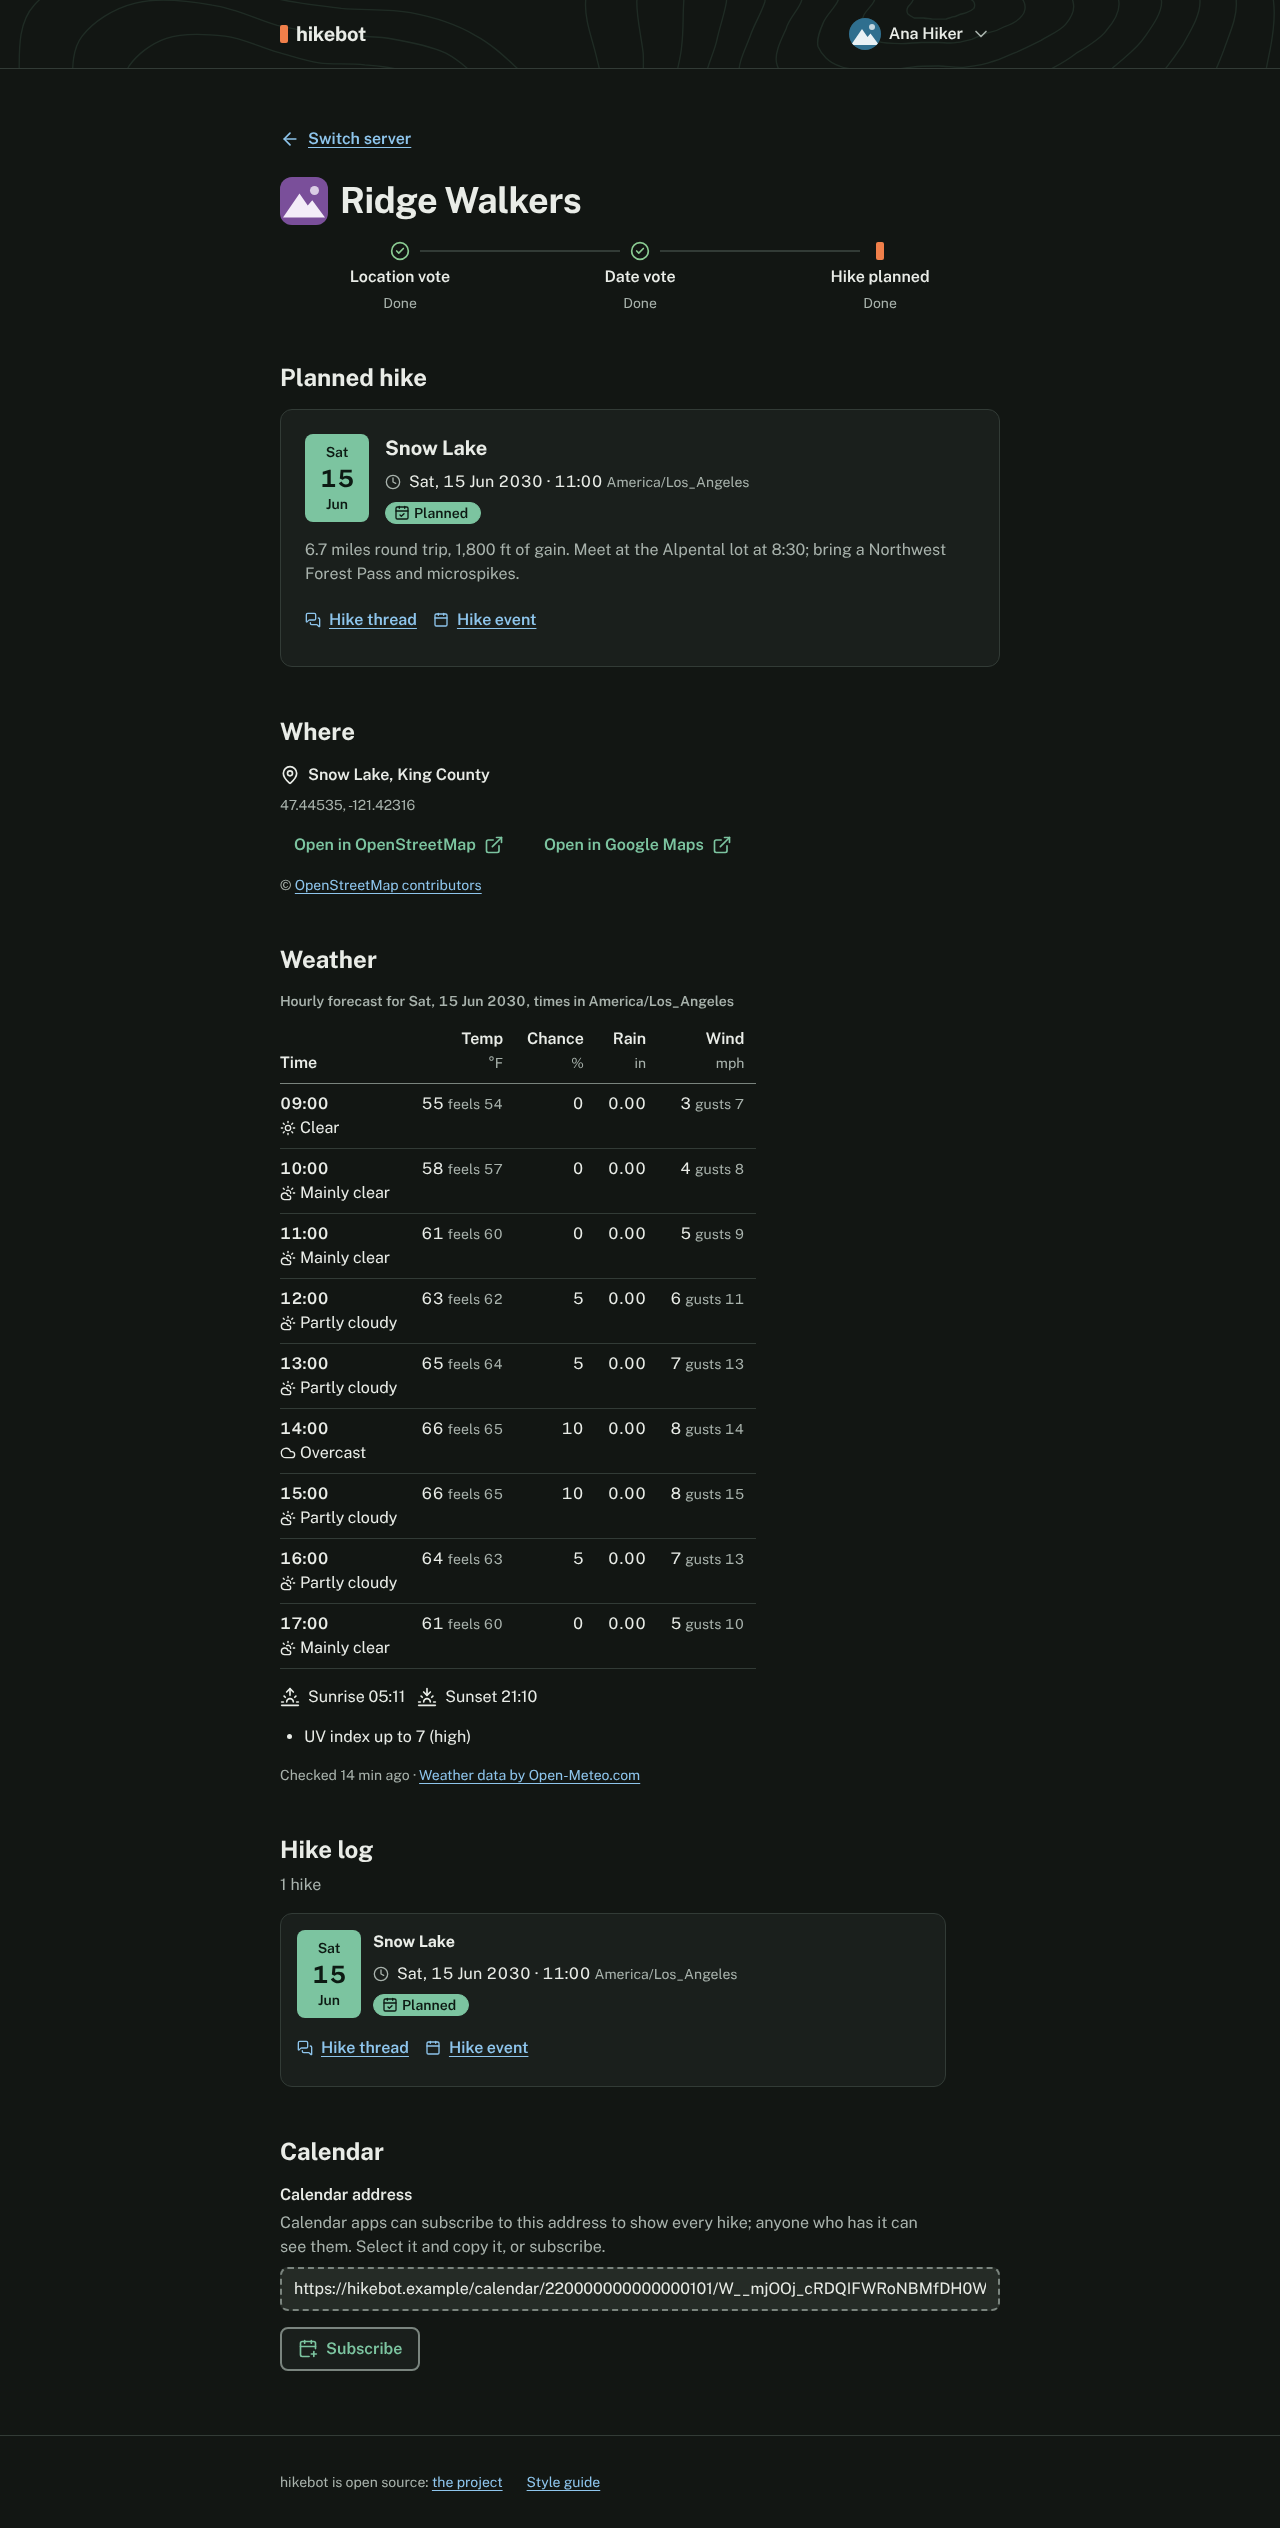 hikebot
Ana Hiker
Switch server
Ridge Walkers
Location vote
Done
Date vote
Done
Hike planned
Done
Planned hike
Sat
15
Jun
Snow Lake
Sat, 15 Jun 2030 · 11:00 America/Los_Angeles
Planned
6.7 miles round trip, 1,800 ft of gain. Meet at the Alpental lot at 8:30; bring a Northwest
Forest Pass and microspikes.
Hike thread Hike event
Where
Snow Lake, King County
47.44535, -121.42316
Open in OpenStreetMap Open in Google Maps
© OpenStreetMap contributors
Weather
Hourly forecast for Sat, 15 Jun 2030, times in America/Los_Angeles
Temp Chance Rain Wind
Time °F % in mph
09:00 55 feels 54 0 0.00 3 gusts 7
Clear
10:00 58 feels 57 0 0.00 4 gusts 8
Mainly clear
11:00 61 feels 60 0 0.00 5 gusts 9
Mainly clear
12:00 63 feels 62 5 0.00 6 gusts 11
Partly cloudy
13:00 65 feels 64 5 0.00 7 gusts 13
Partly cloudy
14:00 66 feels 65 10 0.00 8 gusts 14
Overcast
15:00 66 feels 65 10 0.00 8 gusts 15
Partly cloudy
16:00 64 feels 63 5 0.00 7 gusts 13
Partly cloudy
17:00 61 feels 60 0 0.00 5 gusts 10
Mainly clear
Sunrise 05:11 Sunset 21:10
• UV index up to 7 (high)
Checked 14 min ago · Weather data by Open-Meteo.com
Hike log
1 hike
Sat
15
Jun
Snow Lake
Sat, 15 Jun 2030 · 11:00 America/Los_Angeles
Planned
Hike thread Hike event
Calendar
Calendar address
Calendar apps can subscribe to this address to show every hike; anyone who has it can
see them. Select it and copy it, or subscribe.
https://hikebot.example/calendar/220000000000000101/W__mjOOj_cRDQIFWRoNBMfDH0W
Subscribe
hikebot is open source: the project Style guide